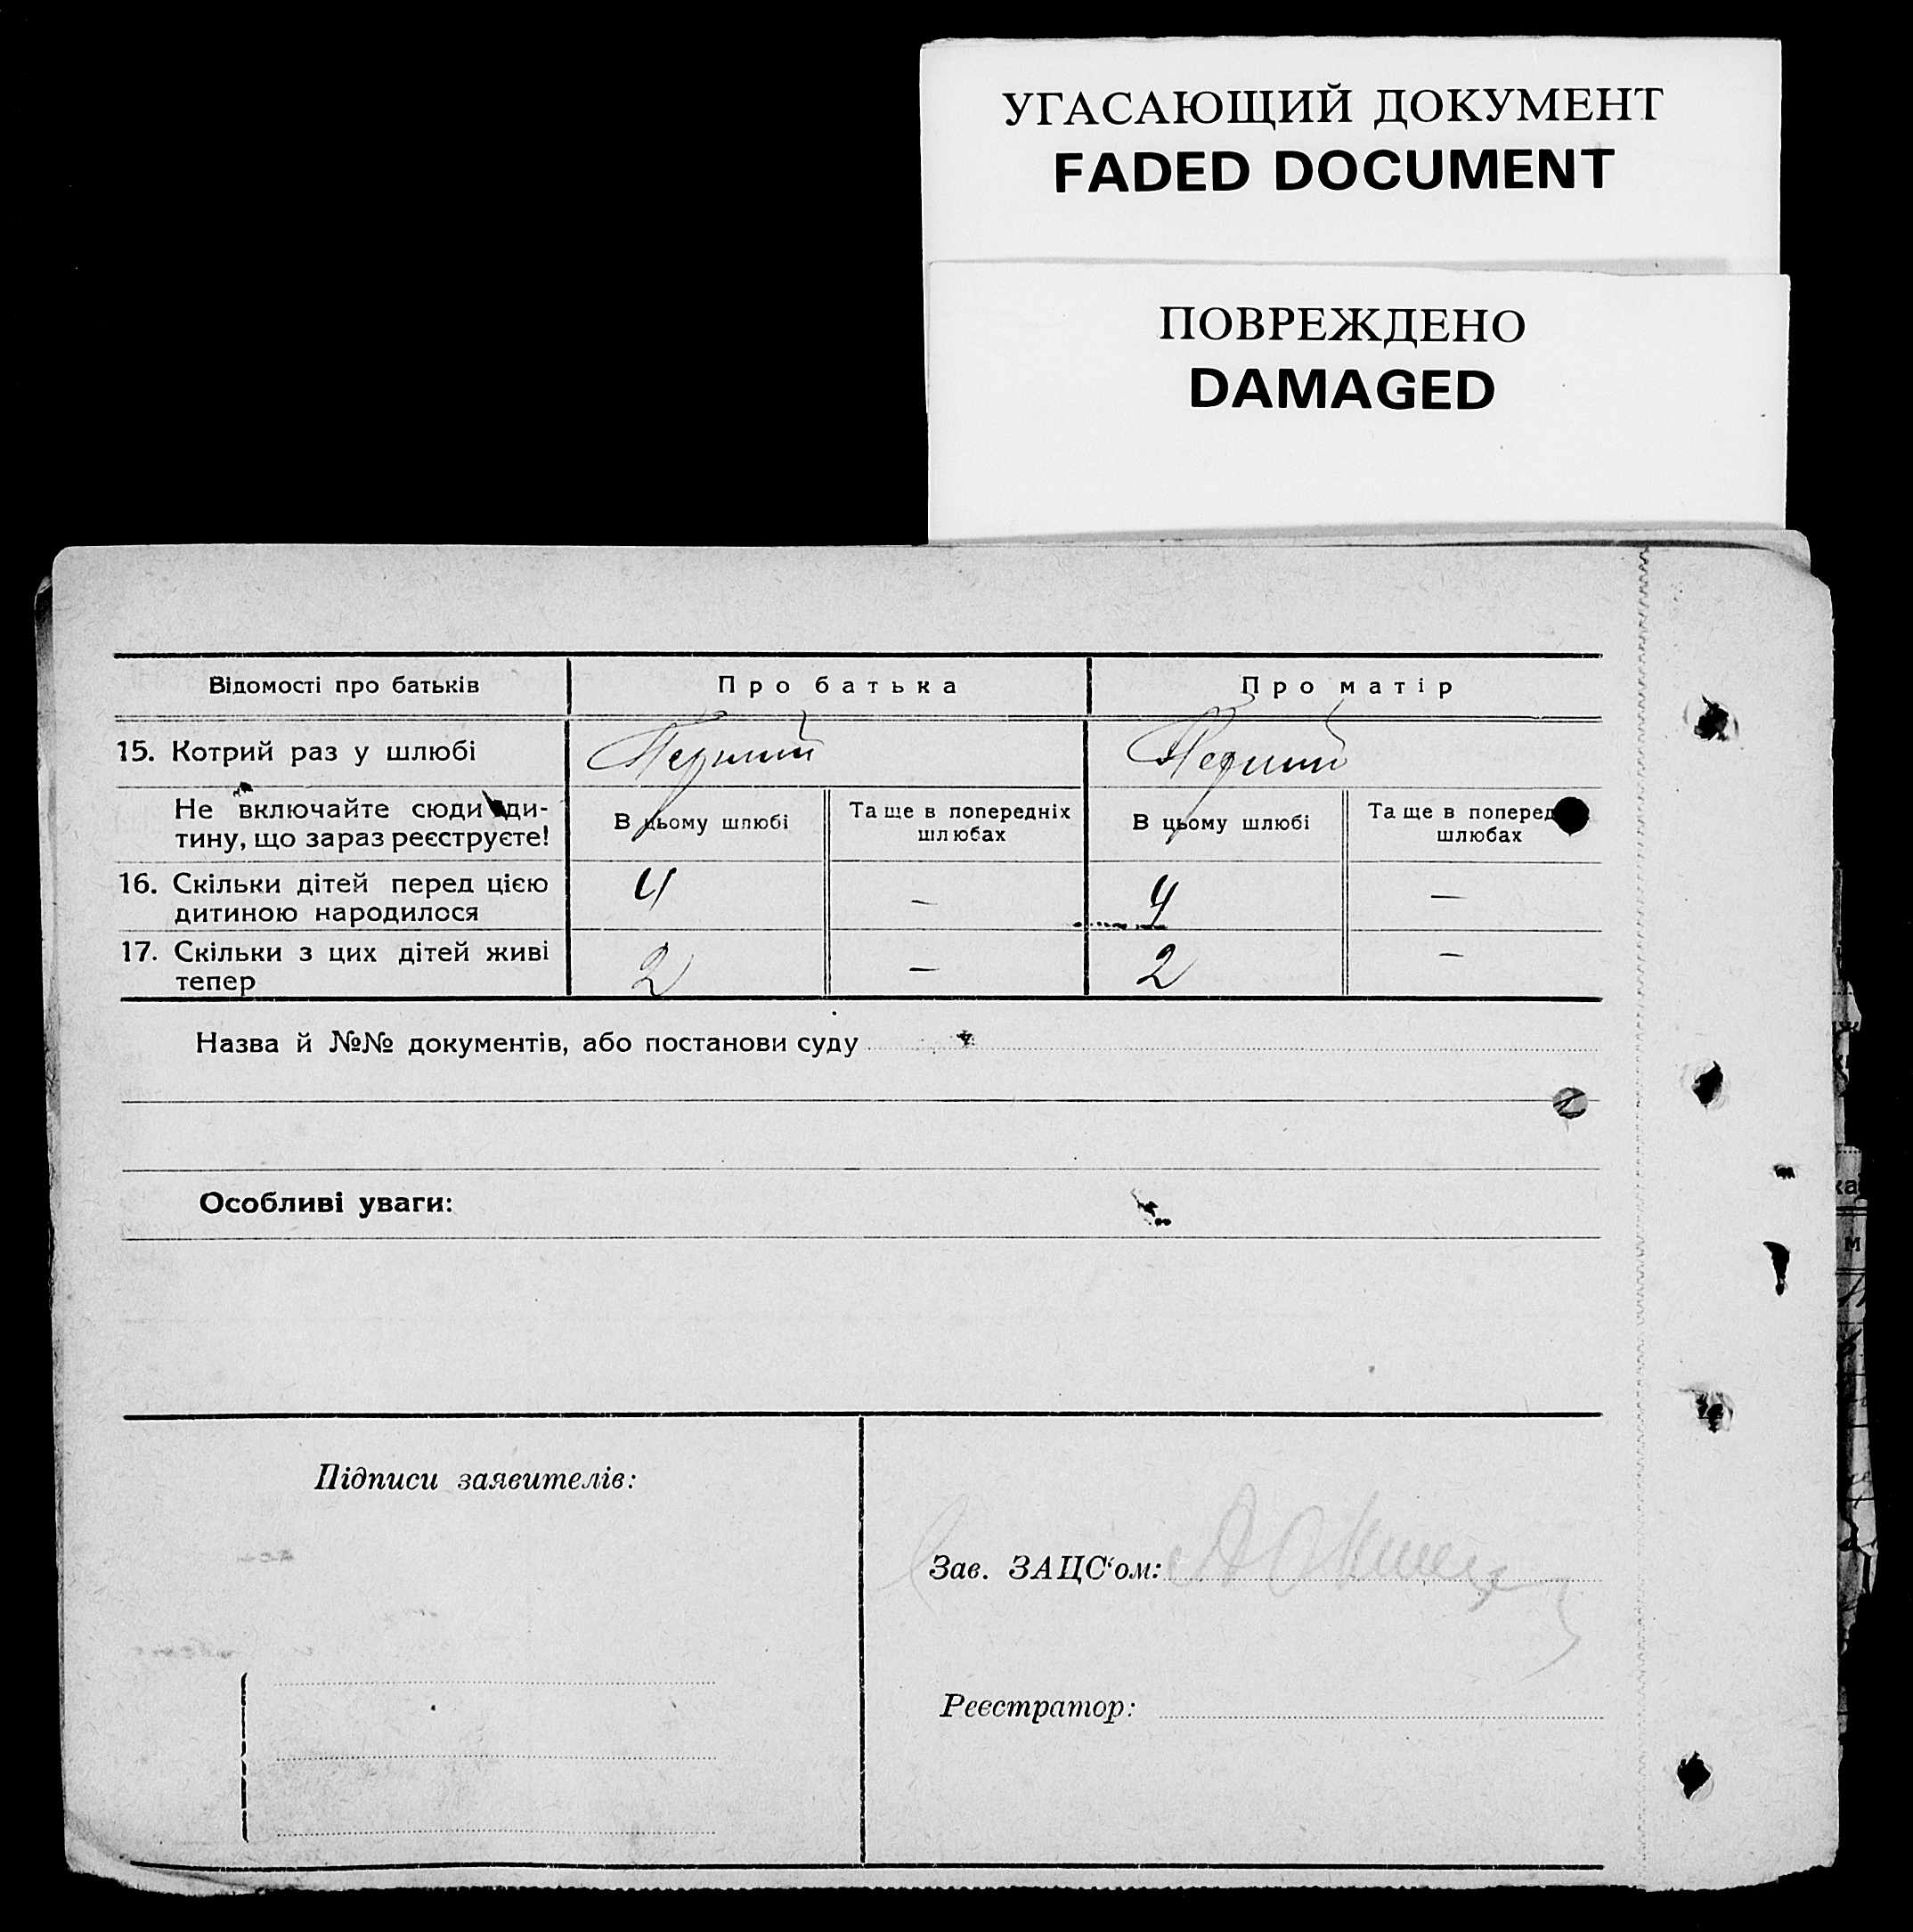 УГАСАЮЩИЙ ДОКУМЕНТ
FADED DOCUMENT
ПОВРЕЖДЕНО
DAMAGED
Відомості про батьків Про батька Про матір
15. Котрий раз у шлюбі Перший Перший
Не включайте сюди ди-
тину, що зараз реєструєте!
В цьому шлюбі Та ще в попередніх
шлюбах
В цьому шлюбі Та ще в поперед
шлюбах
16. Скільки дітей перед цією
дитиною народилося
4 — 4 —
17. Скільки з цих дітей живі
тепер
2 — 2 —
Назва й №№ документів, або постанови суду
Особливі уваги:
Підписи заявителів:
Зав. ЗАЦС‘ом:
Реєстратор: